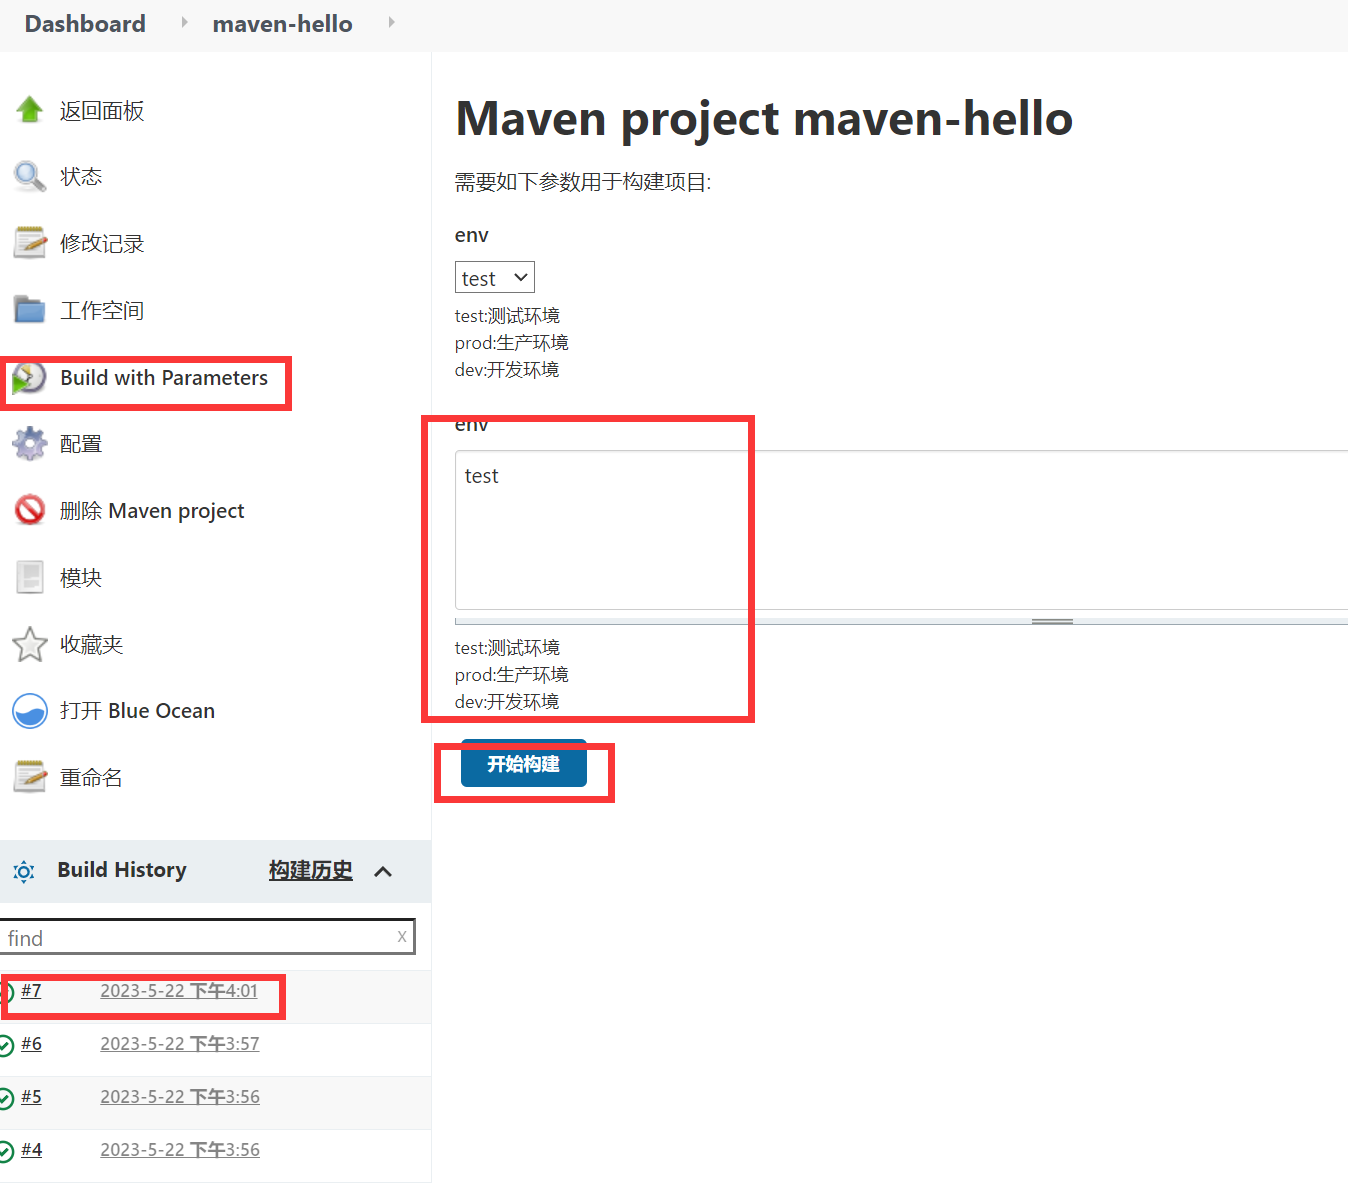 Dashboard
maven-hello
返回面板
状态
修改记录
工作空间
Build with Parameters
配置
删除 Maven project
模块
收藏夹
打开 Blue Ocean
重命名
Build History
构建历史
find
X
#7
2023-5-22 下午4:01
#6
2023-5-22 下午3:57
#5
2023-5-22 下午3:56
#4
2023-5-22 下午3:56
Maven project maven-hello
需要如下参数用于构建项目:
env
test
test:测试环境
prod:生产环境
dev:开发环境
env
test
test:测试环境
prod:生产环境
dev:开发环境
开始构建